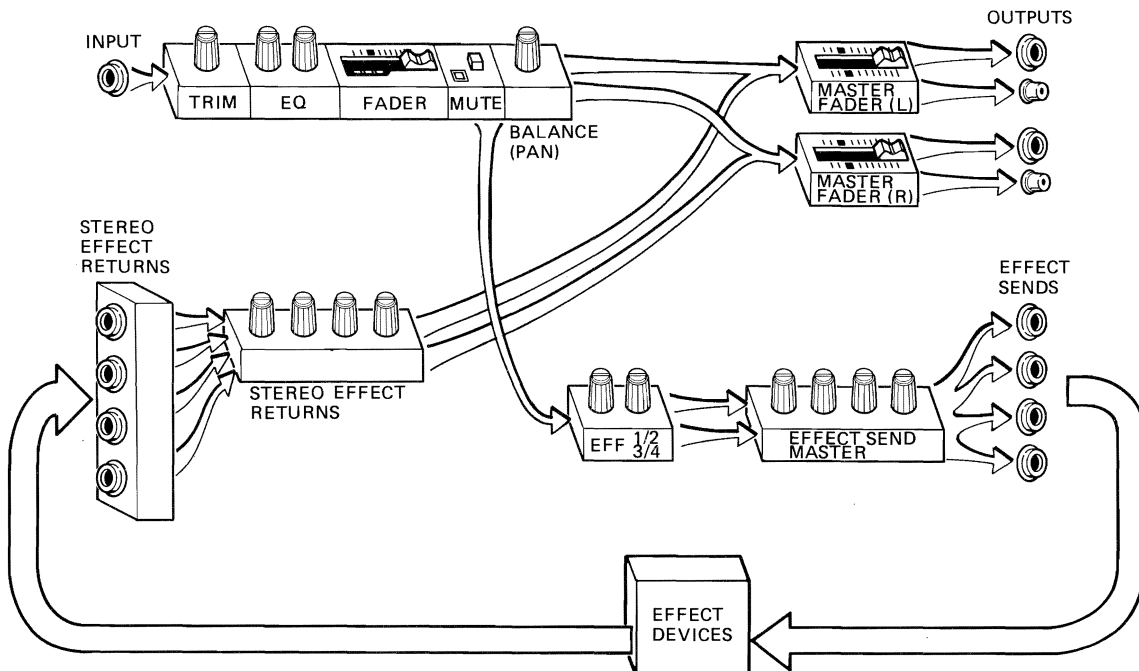 INPUT
OUTPUTS
TRIM
EQ
FADER
MUTE
BALANCE
(PAN)
MASTER
FADER (L)
MASTER
FADER (R)
STEREO
EFFECT
RETURNS
STEREO EFFECT
RETURNS
EFF 1/2
3/4
EFFECT SEND
MASTER
EFFECT
SENDS
EFFECT
DEVICES